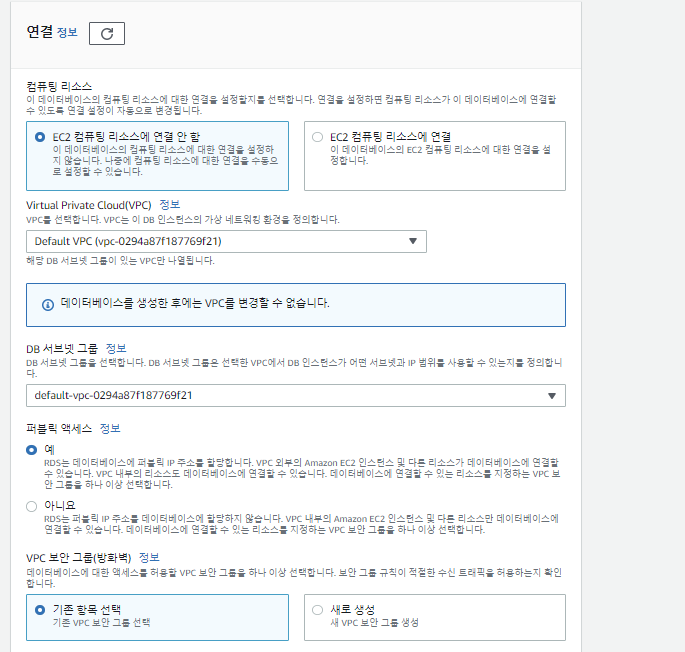 연결 정보
컴퓨팅 리소스
이 데이터베이스의 컴퓨팅 리소스에 대한 연결을 설정할지를 선택합니다. 연결을 설정하면 컴퓨팅 리소스가 이 데이터베이스에 연결할
수 있도록 연결 설정이 자동으로 변경됩니다.
EC2 컴퓨팅 리소스에 연결 안 함
이 데이터베이스의 컴퓨팅 리소스에 대한 연결을 설정하
지 않습니다. 나중에 컴퓨팅 리소스에 대한 연결을 수동으
로 설정할 수 있습니다.
EC2 컴퓨팅 리소스에 연결
이 데이터베이스의 EC2 컴퓨팅 리소스에 대한 연결을 설
정합니다.
Virtual Private Cloud(VPC) 정보
VPC를 선택합니다. VPC는 이 DB 인스턴스의 가상 네트워킹 환경을 정의합니다.
Default VPC (vpc-0294a87f187769f21)
해당 DB 서브넷 그룹이 있는 VPC만 나열됩니다.
데이터베이스를 생성한 후에는 VPC를 변경할 수 없습니다.
DB 서브넷 그룹 정보
DB 서브넷 그룹을 선택합니다. DB 서브넷 그룹은 선택한 VPC에서 DB 인스턴스가 어떤 서브넷과 IP 범위를 사용할 수 있는지를 정의합니
다.
default-vpc-0294a87f187769f21
퍼블릭 액세스 정보
예
RDS는 데이터베이스에 퍼블릭 IP 주소를 할당합니다. VPC 외부의 Amazon EC2 인스턴스 및 다른 리소스가 데이터베이스에 연결할
수 있습니다. VPC 내부의 리소스도 데이터베이스에 연결할 수 있습니다. 데이터베이스에 연결할 수 있는 리소스를 지정하는 VPC 보
안 그룹을 하나 이상 선택합니다.
아니요
RDS는 퍼블릭 IP 주소를 데이터베이스에 할당하지 않습니다. VPC 내부의 Amazon EC2 인스턴스 및 다른 리소스만 데이터베이스에
연결할 수 있습니다. 데이터베이스에 연결할 수 있는 리소스를 지정하는 VPC 보안 그룹을 하나 이상 선택합니다.
VPC 보안 그룹(방화벽) 정보
데이터베이스에 대한 액세스를 허용할 VPC 보안 그룹을 하나 이상 선택합니다. 보안 그룹 규칙이 적절한 수신 트래픽을 허용하는지 확인
합니다.
기존 항목 선택
기존 VPC 보안 그룹 선택
새로 생성
새 VPC 보안 그룹 생성